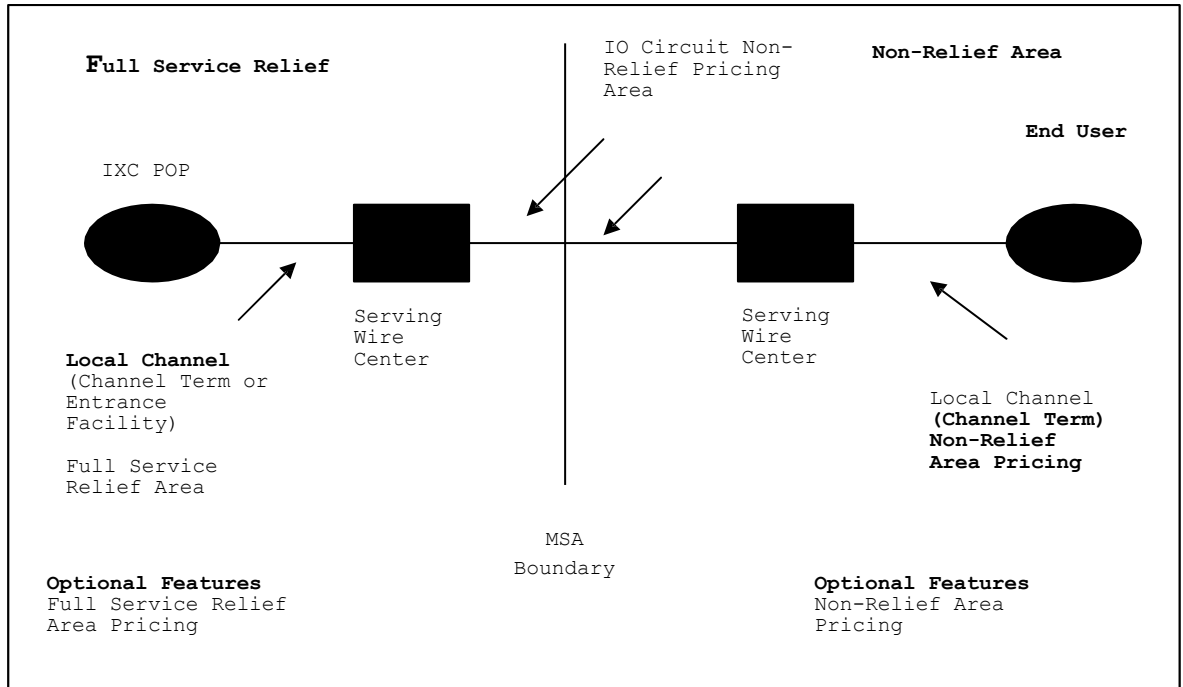 Full Service Relief
IO Circuit Non-
Relief Pricing
Area
Non-Relief Area
End User
IXC POP
Serving
Wire
Center
Serving
Wire
Center
Local Channel
(Channel Term or
Entrance
Facility)
Full Service
Relief Area
Local Channel
(Channel Term)
Non-Relief
Area Pricing
MSA
Boundary
Optional Features
Full Service Relief
Area Pricing
Optional Features
Non-Relief Area
Pricing